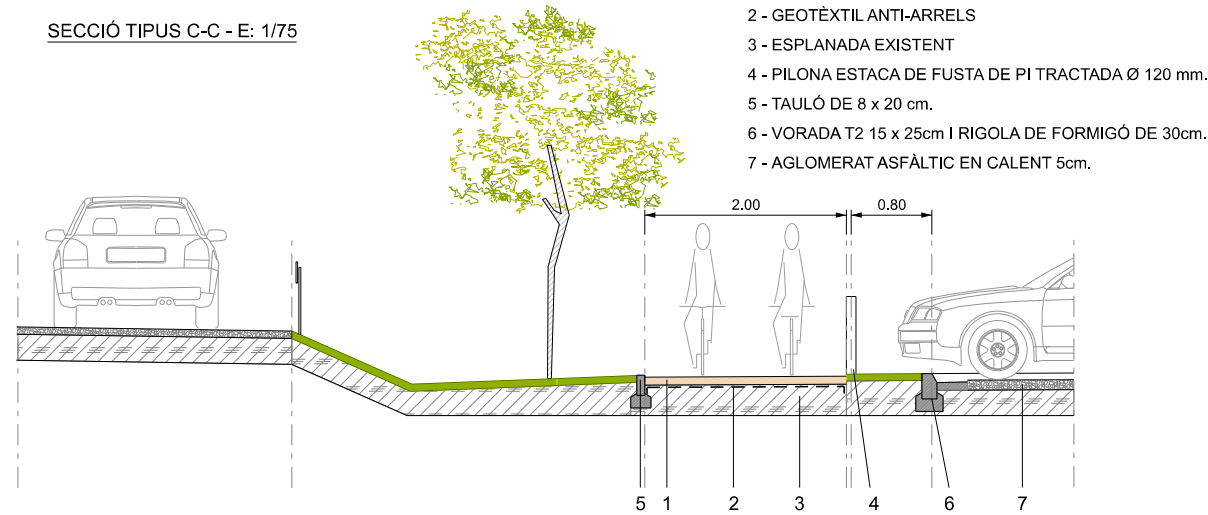 SECCIÓ TIPUS C-C - E: 1/75
2 - GEOTÈXTIL ANTI-ARRELS
3 - ESPLANADA EXISTENT
4 - PILONA ESTACA DE FUSTA DE PI TRACTADA Ø 120 mm.
5 - TAULÓ DE 8 x 20 cm.
6 - VORADA T2 15 x 25cm I RIGOLA DE FORMIGÓ DE 30cm.
7 - AGLOMERAT ASFÀLTIC EN CALENT 5cm.
2.00 0.80
5 1 2 3 4 6 7